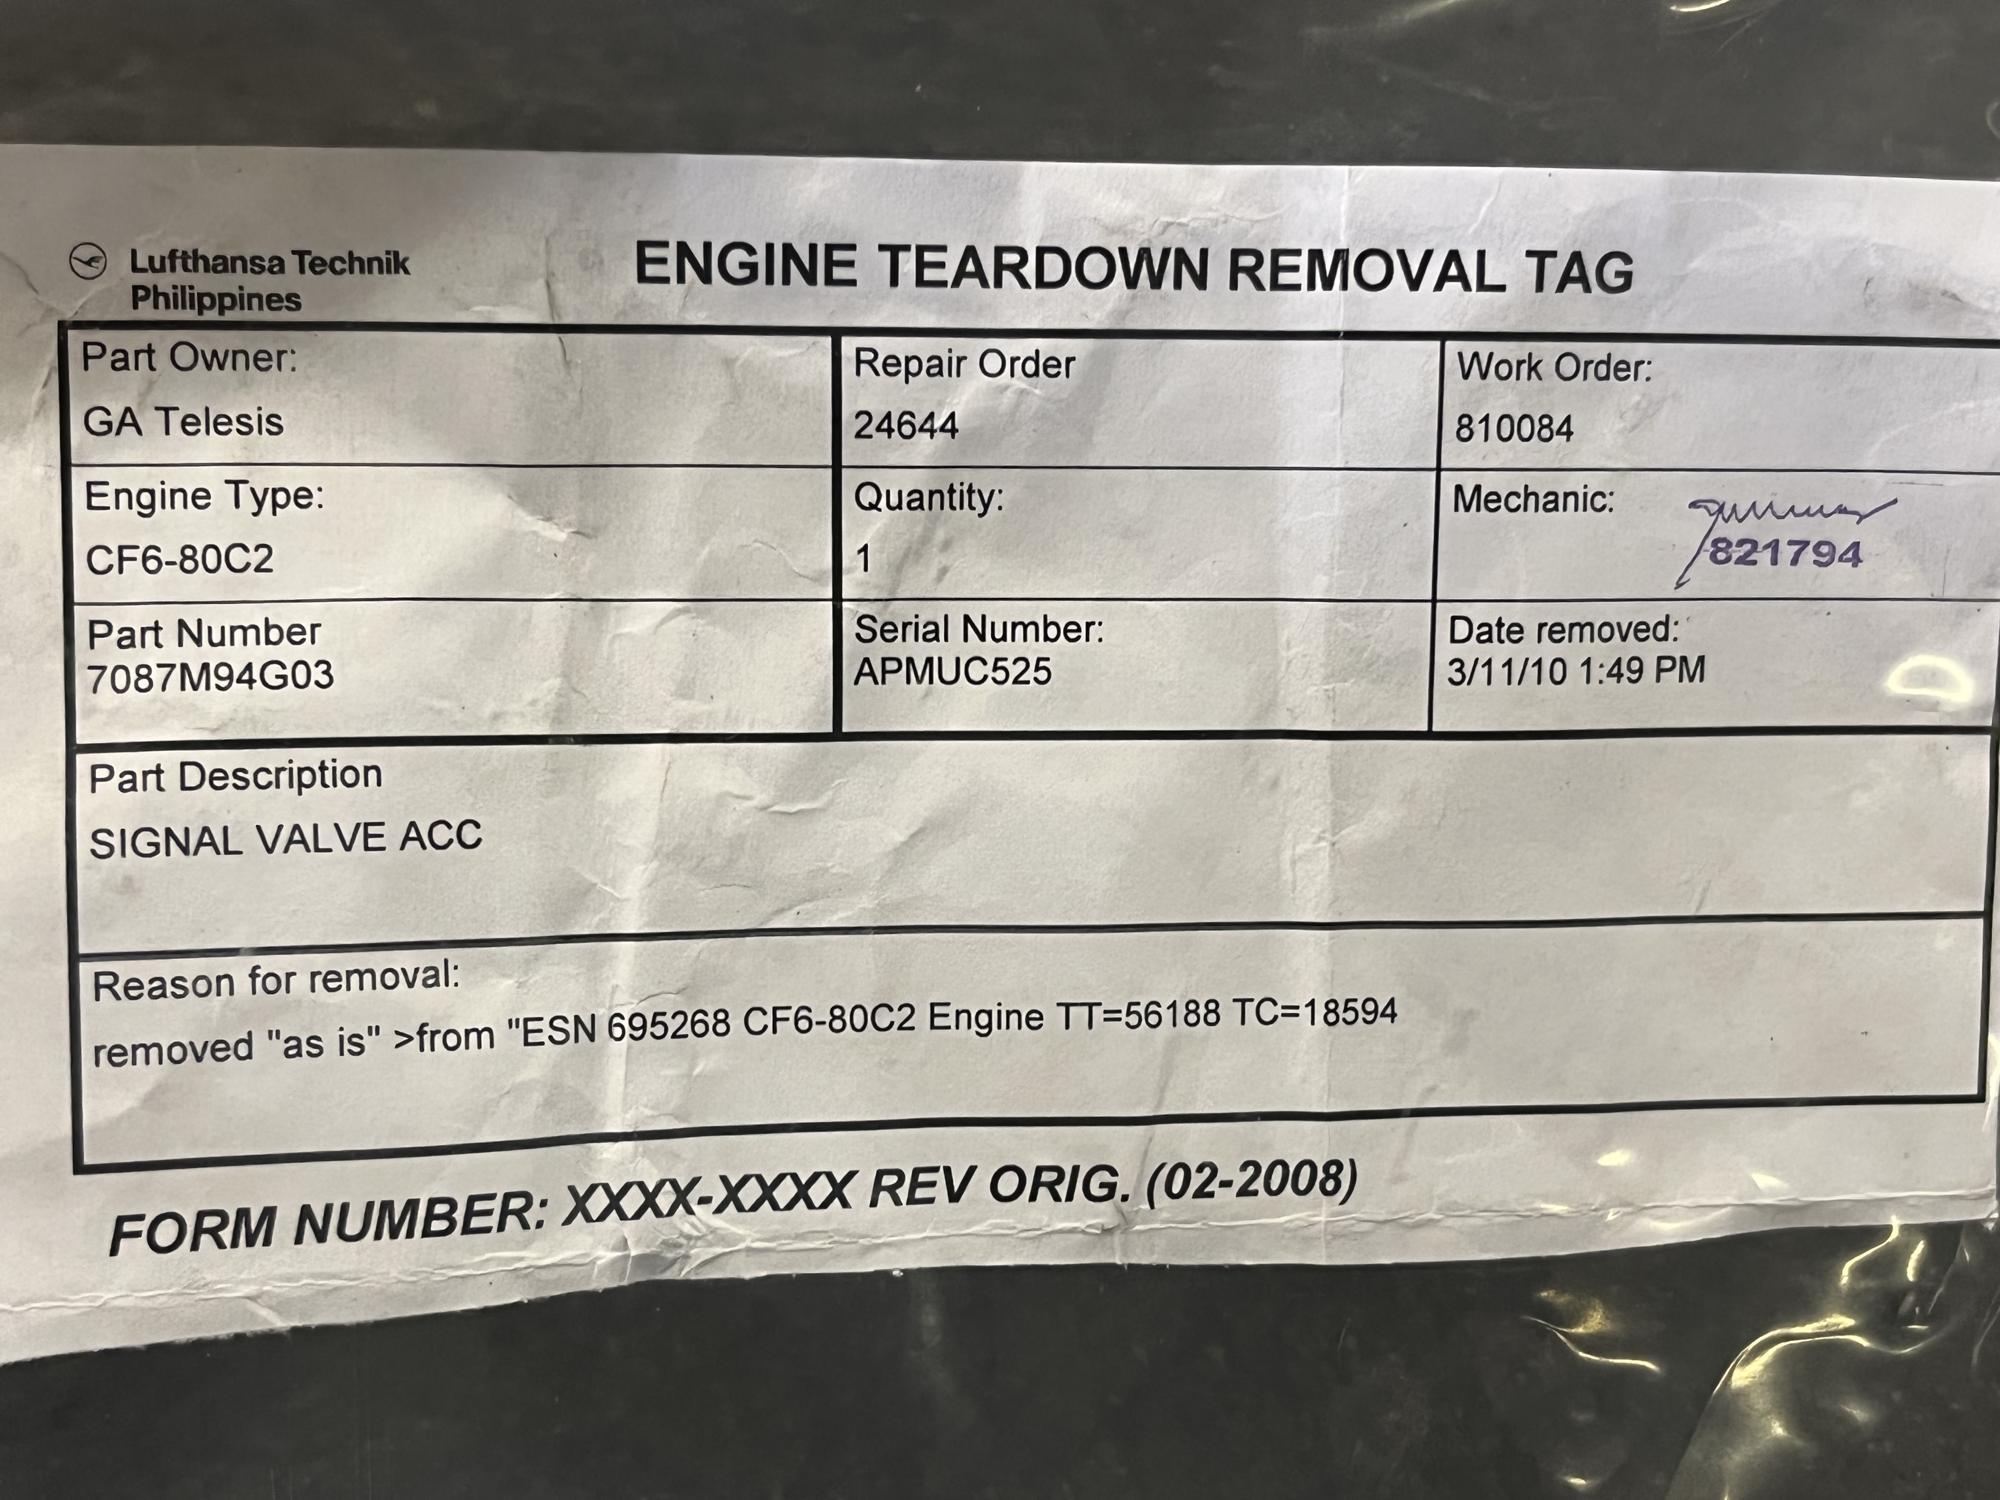 Lufthansa Technik
Philippines
ENGINE TEARDOWN REMOVAL TAG
Part Owner:
GA Telesis
Repair Order
24644
Work Order:
810084
Engine Type:
CF6-80C2
Quantity:
1
Mechanic:
821794
Part Number
7087M94G03
Serial Number:
APMUC525
Date removed:
3/11/10 1:49 PM
Part Description
SIGNAL VALVE ACC
Reason for removal:
removed "as is" >from "ESN 695268 CF6-80C2 Engine TT=56188 TC=18594
FORM NUMBER: XXXX-XXXX REV ORIG. (02-2008)